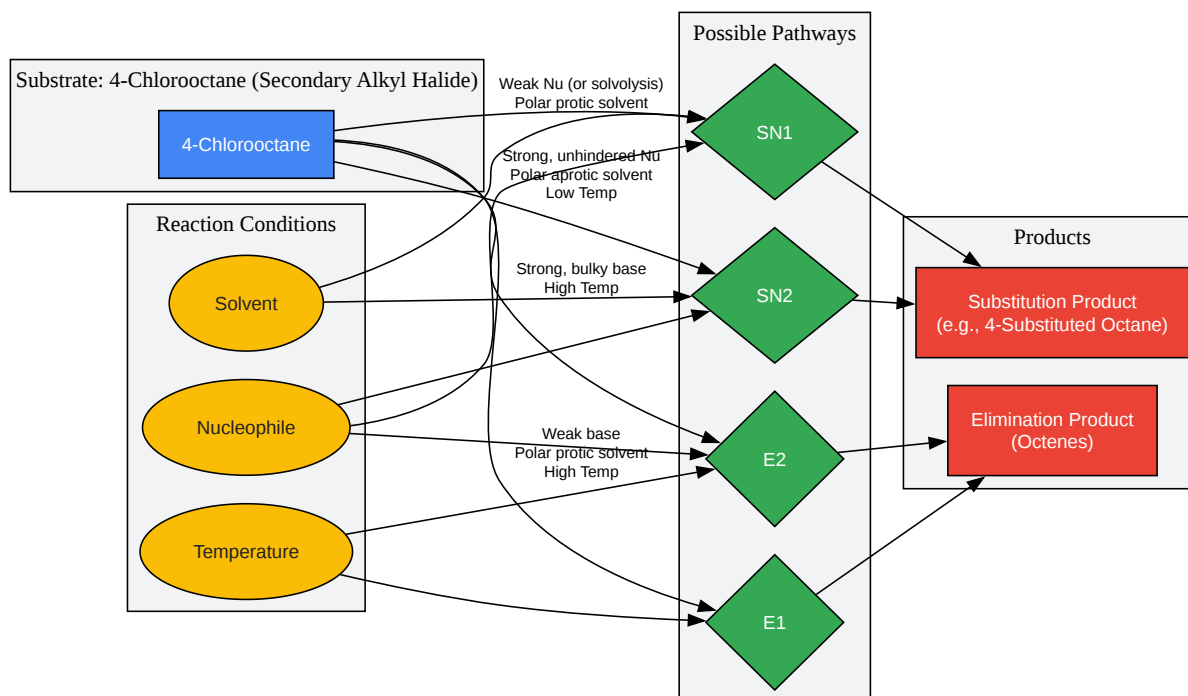 Possible Pathways
Substrate: 4-Chlorooctane (Secondary Alkyl Halide)
4-Chlorooctane
Weak Nu (or solvolysis)
Polar protic solvent
SN1
Strong, unhindered Nu
Polar aprotic solvent
Low Temp
Reaction Conditions
Products
Solvent
Strong, bulky base
High Temp
SN2
Substitution Product
(e.g., 4-Substituted Octane)
Nucleophile
Weak base
Polar protic solvent
High Temp
E2
Elimination Product
(Octenes)
Temperature
E1